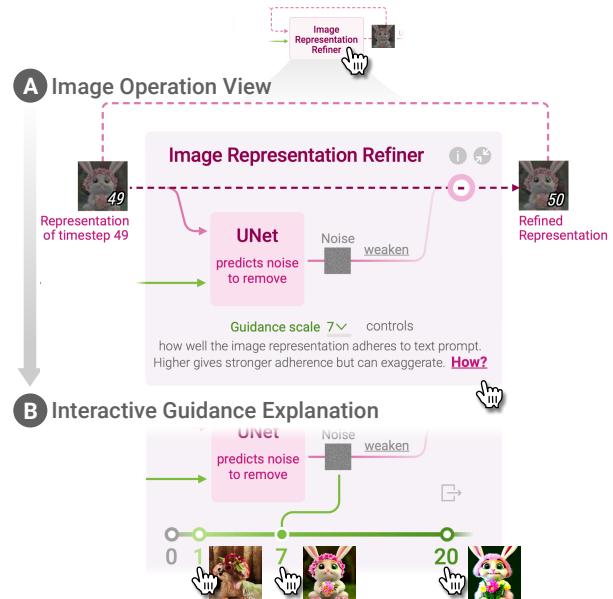 Image
Representation
Refiner
A Image Operation View
Image Representation Refiner
i
49
50
Representation
of timestep 49
Refined
Representation
UNet
predicts noise
to remove
Noise
weaken
Guidance scale 7 controls
how well the image representation adheres to text prompt.
Higher gives stronger adherence but can exaggerate. How?
B Interactive Guidance Explanation
UNet
predicts noise
to remove
Noise
weaken
0 1 7 20